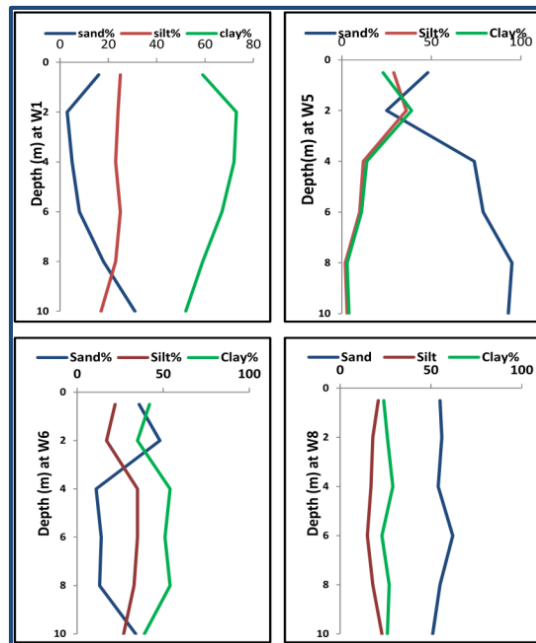 sand% silt% clay%
0 20 40 60 80
0
2
4
6
8
10
Depth (m) at W1
sand% Silt% Clay%
0 50 100
0
2
4
6
8
10
Depth(m) at W5
Sand% Silt% Clay%
0 50 100
0
2
4
6
8
10
Depth (m) at W6
Sand Silt Clay%
0 50 100
0
2
4
6
8
10
Depth (m) at W8